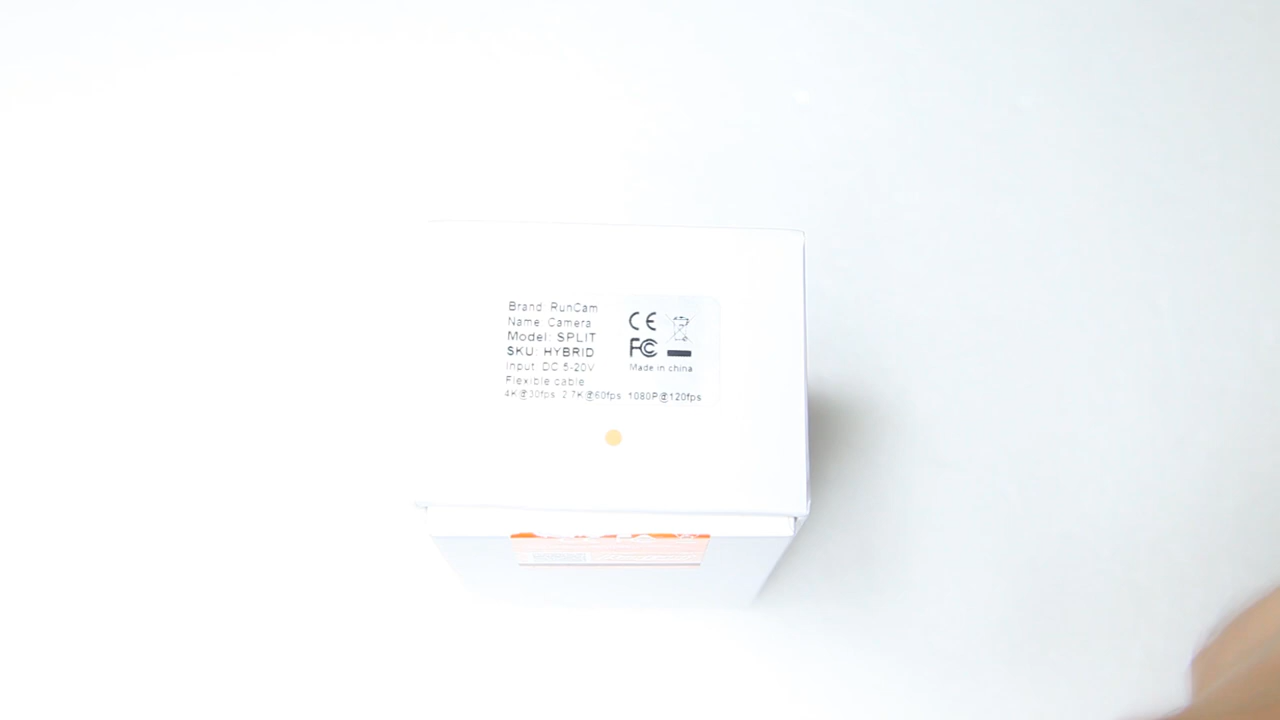 Brand: RunCam
Name: Camera
Model: SPLIT
SKU: HYBRID
Input: DC 5-20V
Flexible cable
4K@30fps 2.7K@60fps 1080P@120fps
CE
FC
Made in china